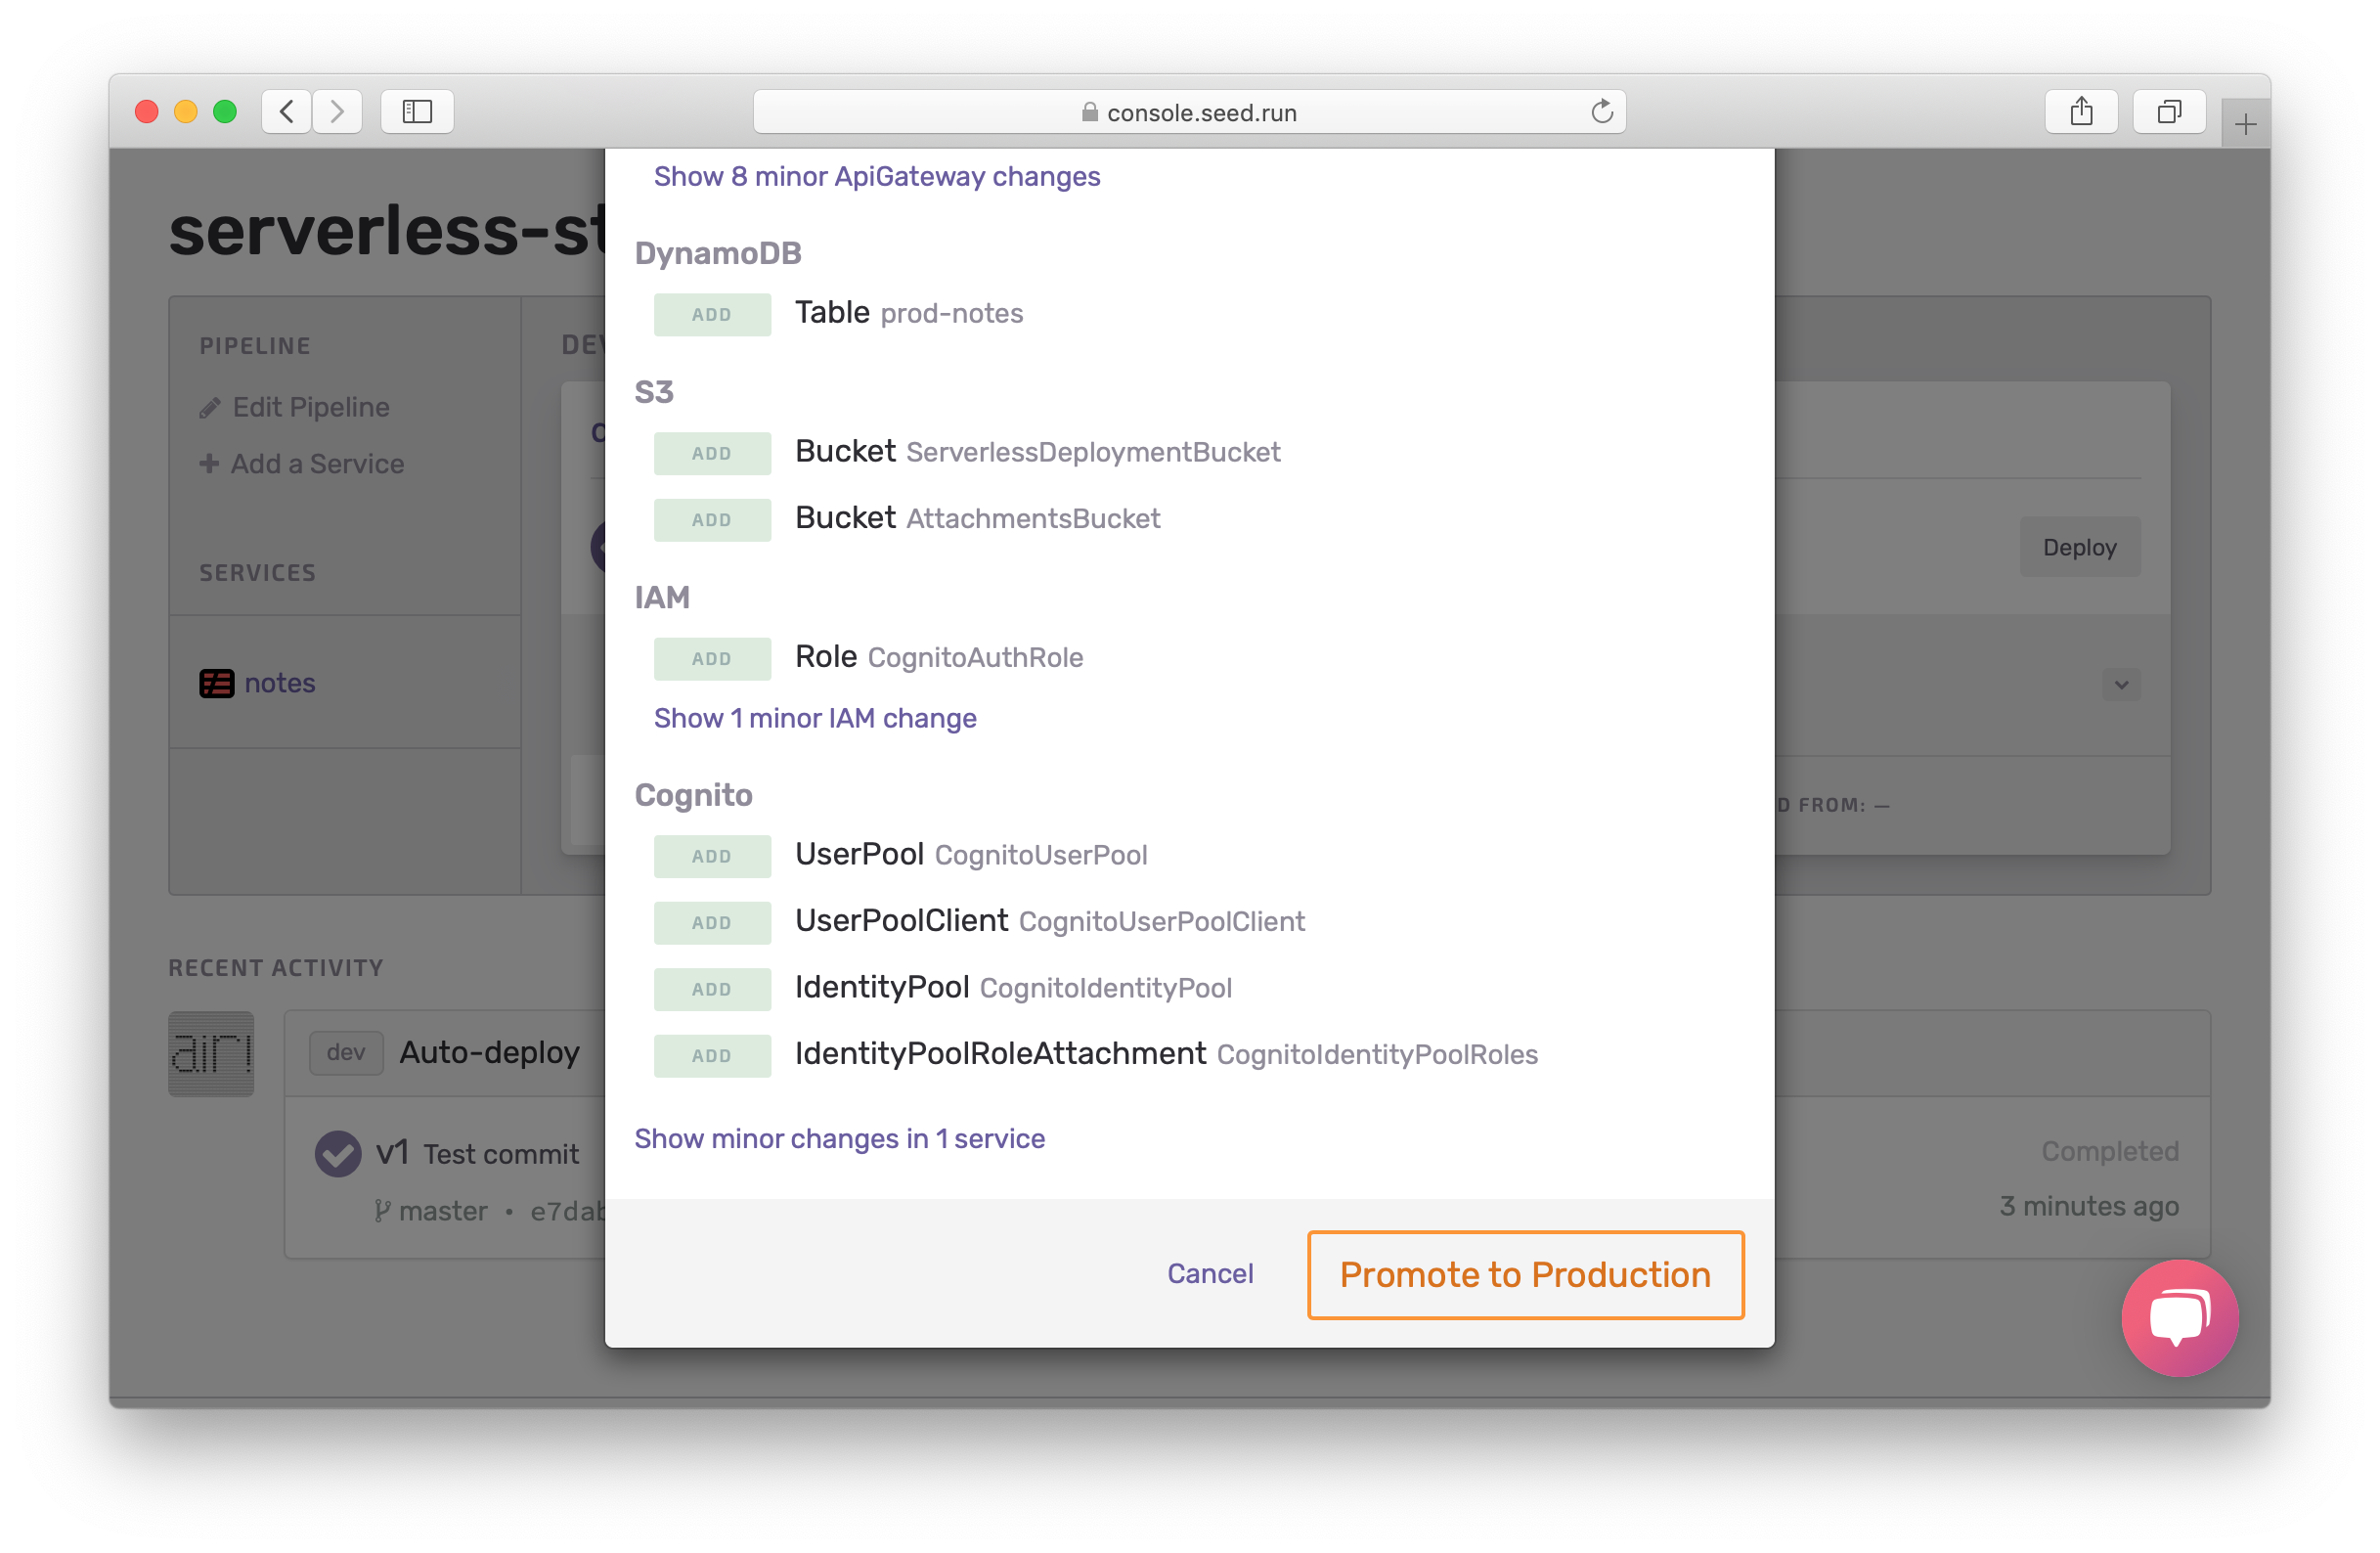 console.seed.run
Show 8 minor ApiGateway changes
serverless-st
DynamoDB
ADD Table prod-notes
PIPELINE
DEV
Edit Pipeline
Add a Service
S3
ADD Bucket ServerlessDeploymentBucket
ADD Bucket AttachmentsBucket
Deploy
SERVICES
IAM
ADD Role CognitoAuthRole
notes
Show 1 minor IAM change
Cognito
D FROM: —
ADD UserPool CognitoUserPool
ADD UserPoolClient CognitoUserPoolClient
ADD IdentityPool CognitoIdentityPool
ADD IdentityPoolRoleAttachment CognitoIdentityPoolRoles
RECENT ACTIVITY
air!
dev Auto-deploy
Show minor changes in 1 service
v1 Test commit
Completed
master • e7dab
3 minutes ago
Cancel
Promote to Production